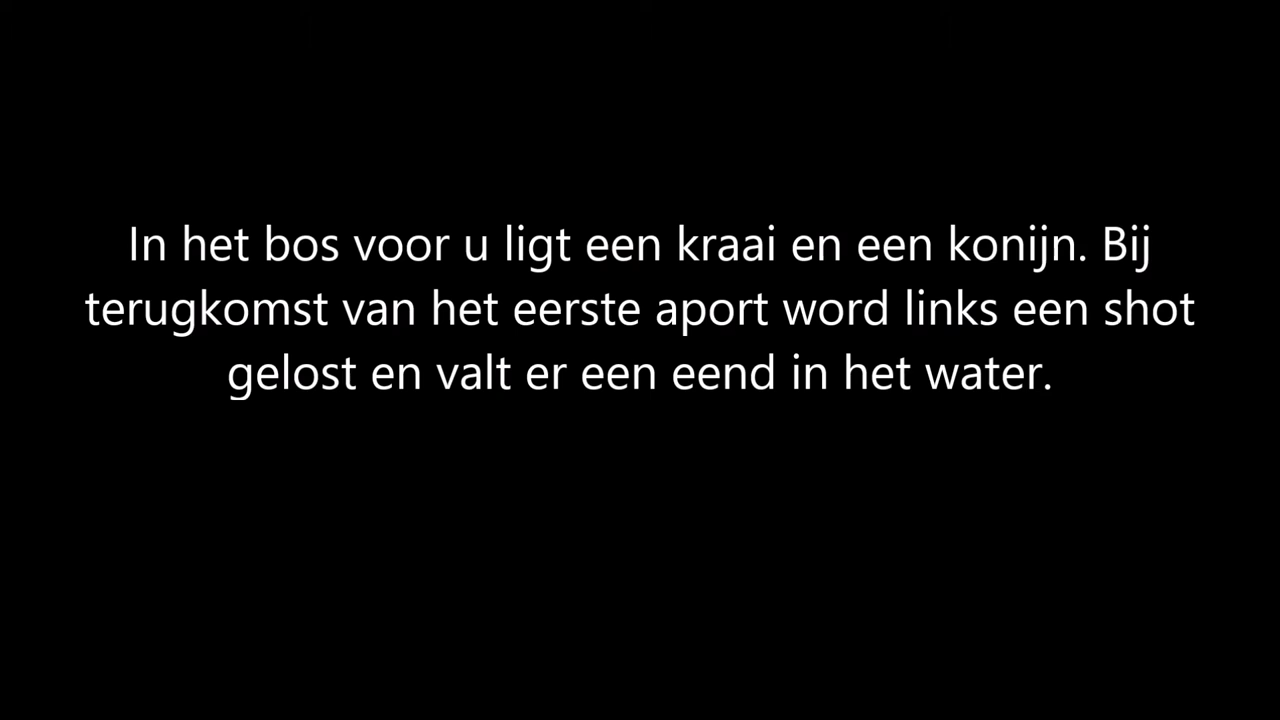 In het bos voor u ligt een kraai en een konijn. Bij
terugkomst van het eerste aport word links een shot
gelost en valt er een eend in het water.